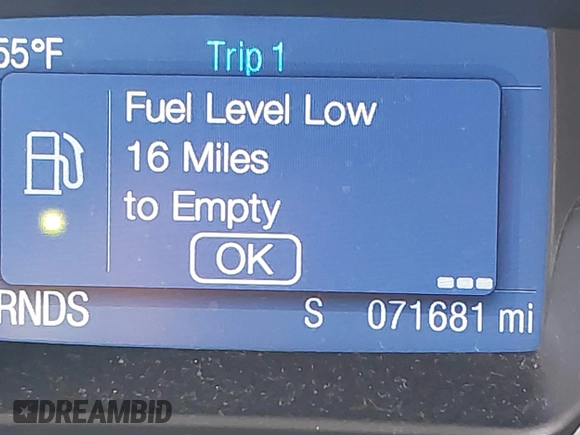 55°F Trip 1
Fuel Level Low
16 Miles
to Empty
OK
RNDS S 071681 mi
DREAMBID